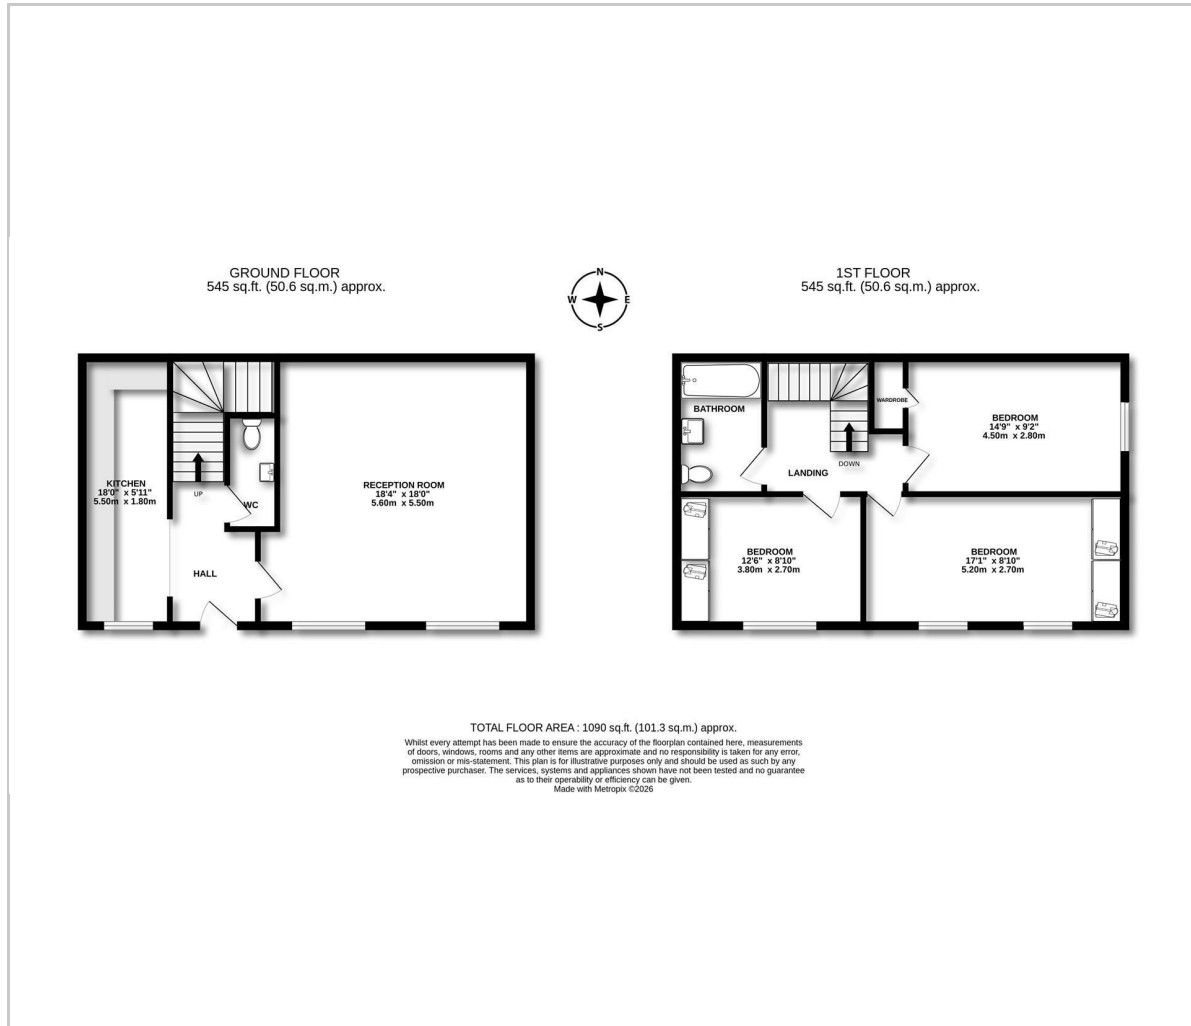 GROUND FLOOR
545 sq.ft. (50.6 sq.m.) approx.
N
W
E
S
1ST FLOOR
545 sq.ft. (50.6 sq.m.) approx.
KITCHEN
18'0" x 5'11"
5.50m x 1.80m
UP
WC
HALL
RECEPTION ROOM
18'4" x 18'0"
5.60m x 5.50m
BATHROOM
WARDROBE
BEDROOM
14'9" x 9'2"
4.50m x 2.80m
LANDING
DOWN
BEDROOM
12'6" x 8'10"
3.80m x 2.70m
BEDROOM
17'1" x 8'10"
5.20m x 2.70m
TOTAL FLOOR AREA : 1090 sq.ft. (101.3 sq.m.) approx.
Whilst every attempt has been made to ensure the accuracy of the floorplan contained here, measurements
of doors, windows, rooms and any other items are approximate and no responsibility is taken for any error,
omission or mis-statement. This plan is for illustrative purposes only and should be used as such by any
prospective purchaser. The services, systems and appliances shown have not been tested and no guarantee
as to their operability or efficiency can be given.
Made with Metropix ©2026